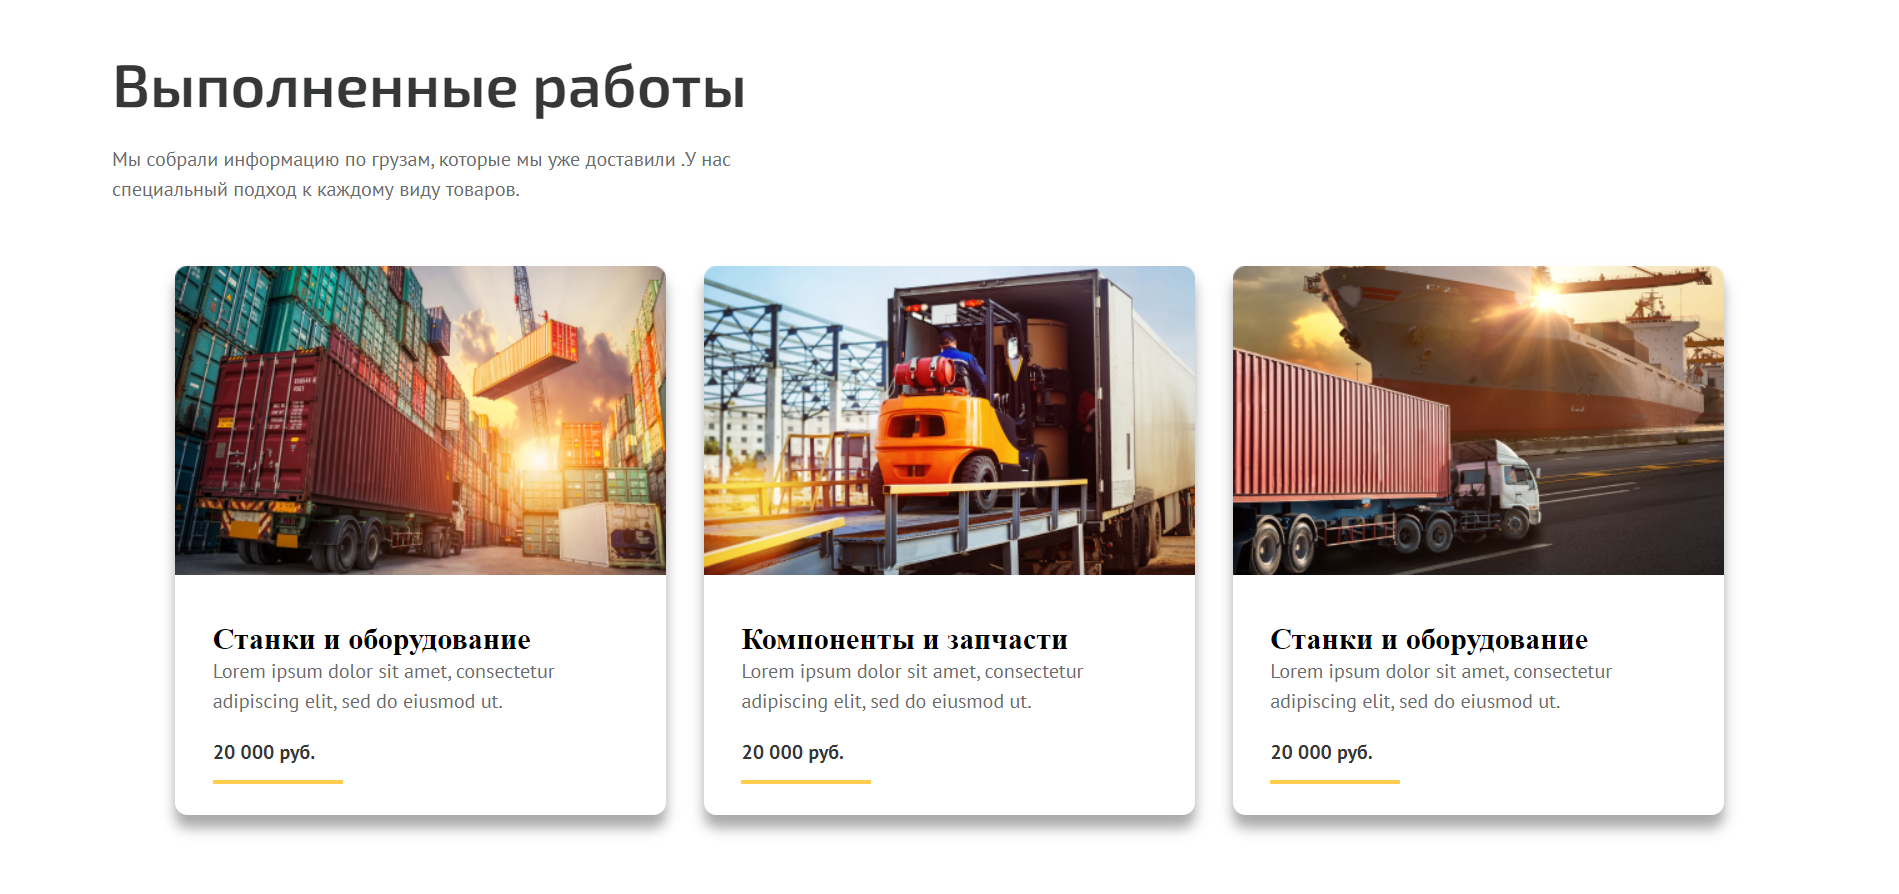 Выполненные работы
Мы собрали информацию по грузам, которые мы уже доставили .У нас
специальный подход к каждому виду товаров.
Станки и оборудование
Lorem ipsum dolor sit amet, consectetur
adipiscing elit, sed do eiusmod ut.
20 000 руб.
Компоненты и запчасти
Lorem ipsum dolor sit amet, consectetur
adipiscing elit, sed do eiusmod ut.
20 000 руб.
Станки и оборудование
Lorem ipsum dolor sit amet, consectetur
adipiscing elit, sed do eiusmod ut.
20 000 руб.